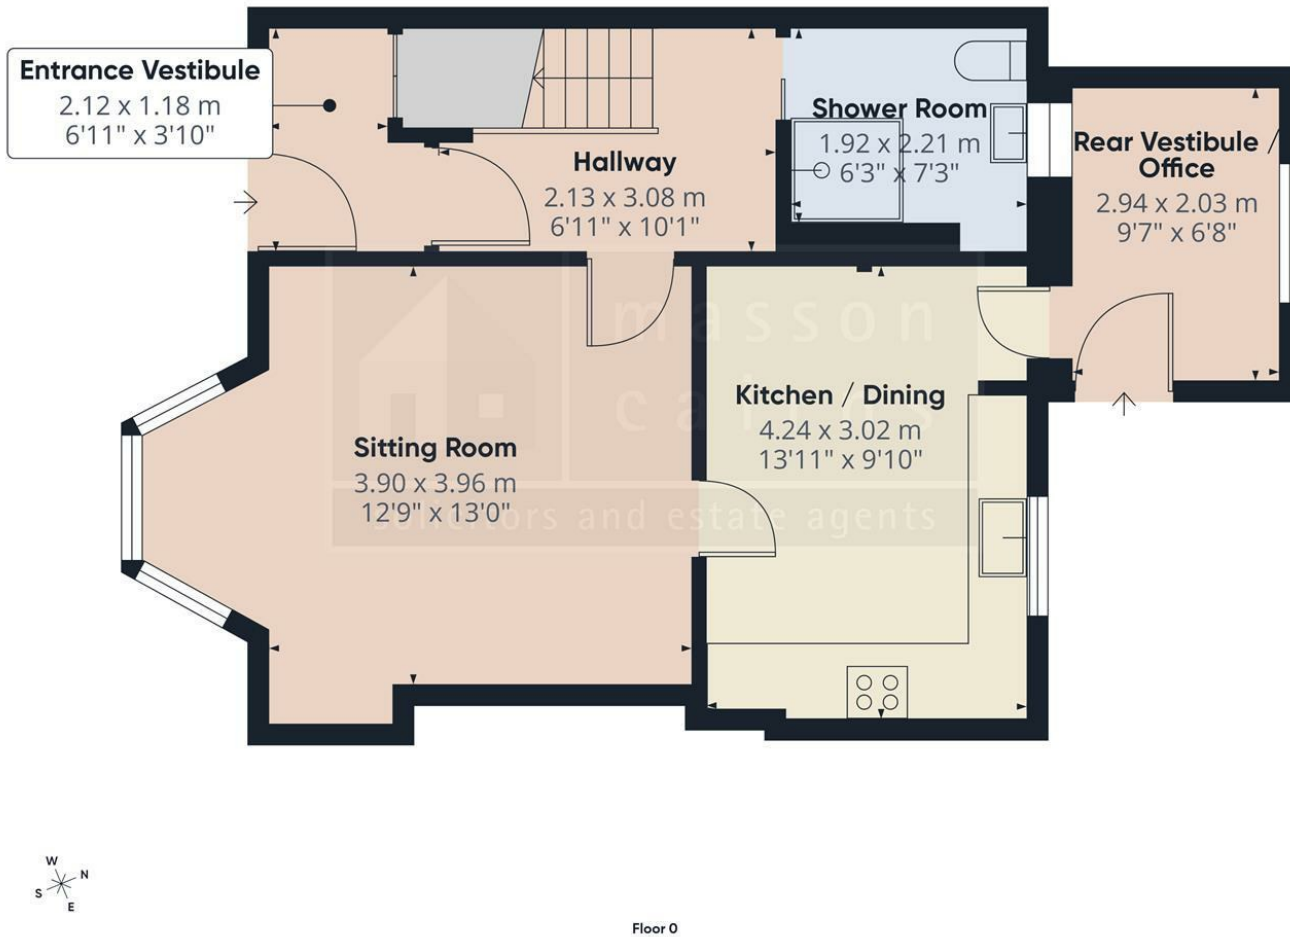 Entrance Vestibule
2.12 x 1.18 m
6'11" x 3'10"
Hallway
2.13 x 3.08 m
6'11" x 10'1"
Shower Room
1.92 x 2.21 m
6'3" x 7'3"
Rear Vestibule /
Office
2.94 x 2.03 m
9'7" x 6'8"
Sitting Room
3.90 x 3.96 m
12'9" x 13'0"
Kitchen / Dining
4.24 x 3.02 m
13'11" x 9'10"
masson
cairns
solicitors and estate agents
W
N
S
E
Floor 0